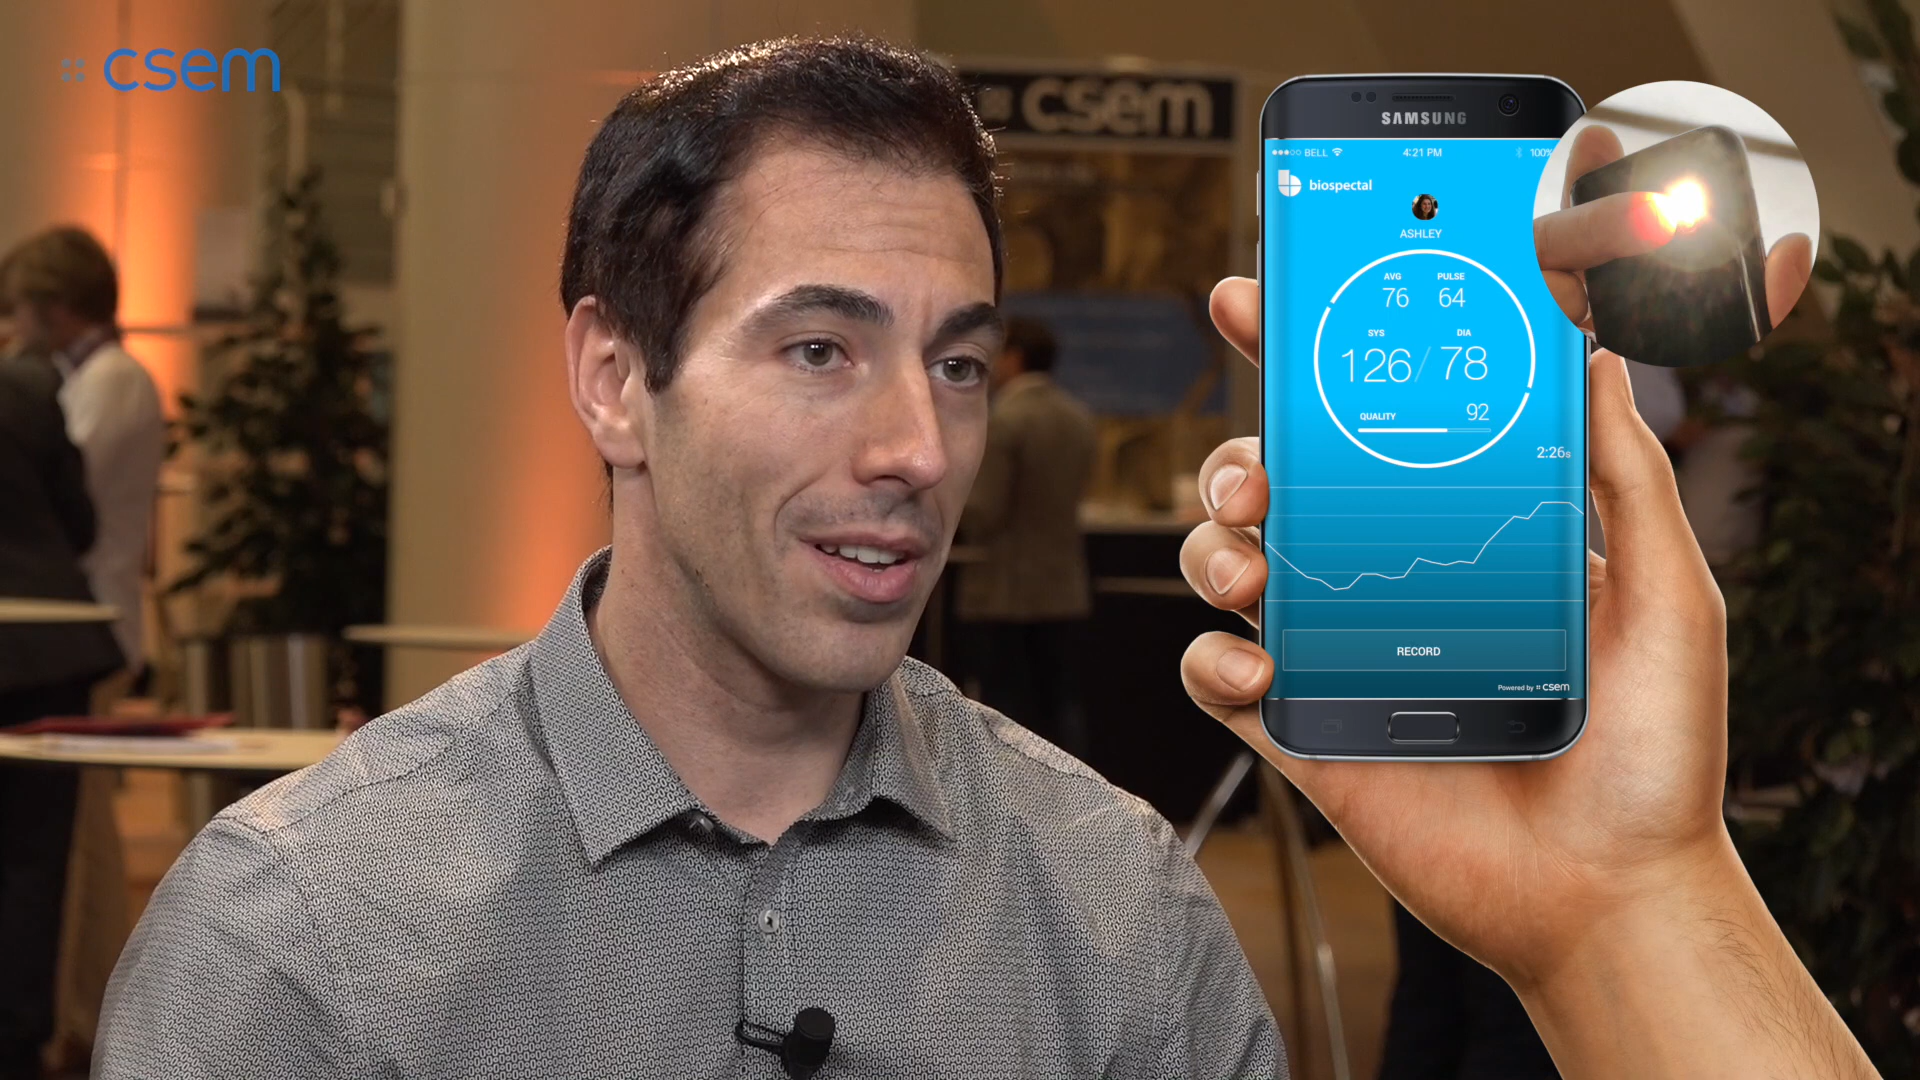 csem
csem
SAMSUNG
BELL 4:21 PM 100%
biospectal
ASHLEY
AVG PULSE
76 64
SYS DIA
126/78
QUALITY 92
2:26s
RECORD
Powered by csem